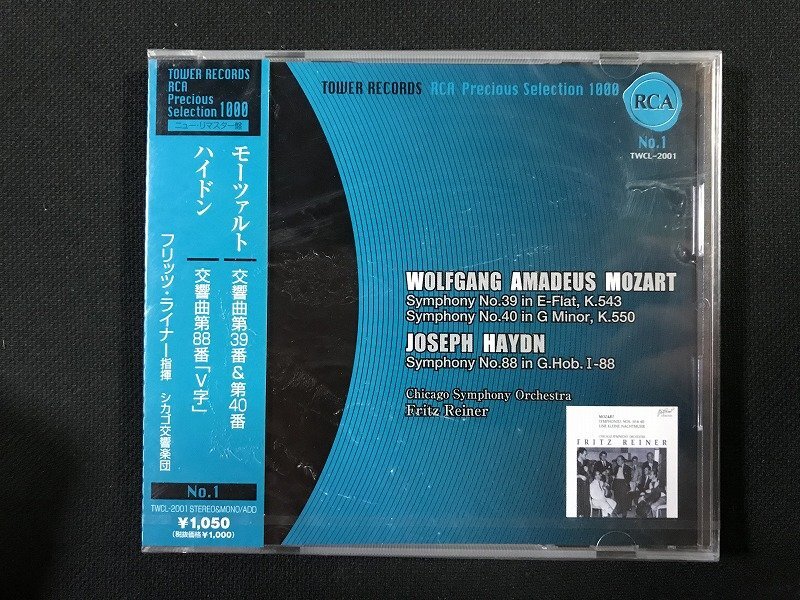 TOWER RECORDS
RCA
Precious
Selection 1000
ニュー・リマスター盤
モーツァルト 交響曲第39番&第40番
ハイドン 交響曲第88番「V字」
フリッツ・ライナー指揮 シカゴ交響楽団
No.1
TWCL-2001 STEREO&MONO/ADD
¥1,050
(税抜価格¥1,000)
TOWER RECORDS RCA Precious Selection 1000
RCA
No.1
TWCL-2001
WOLFGANG AMADEUS MOZART
Symphony No.39 in E-Flat, K.543
Symphony No.40 in G Minor, K.550
JOSEPH HAYDN
Symphony No.88 in G.Hob. I-88
Chicago Symphony Orchestra
Fritz Reiner
MOZART
FRITZ REINER